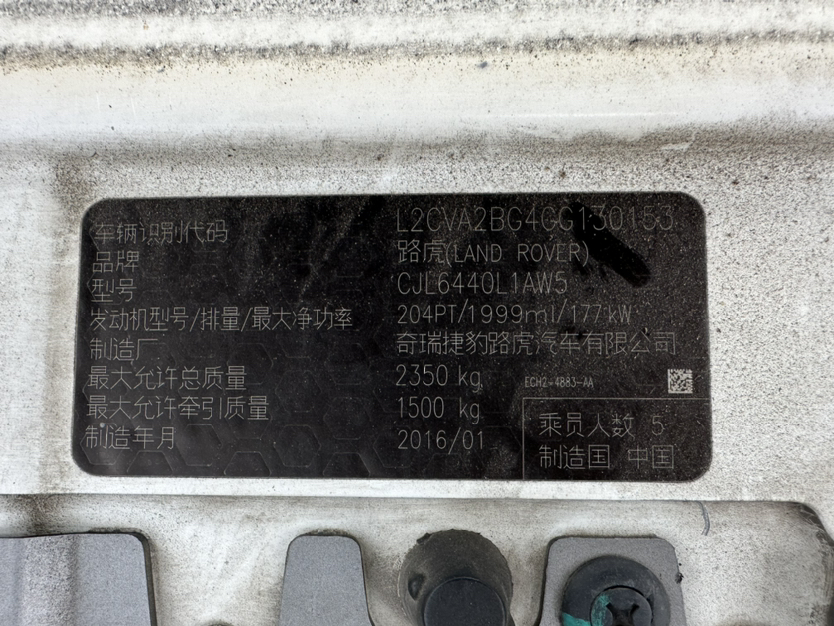 车辆识别代码 L2CVA2BG4GG130153
品牌 路虎(LAND ROVER)
型号 CJL6440L1AW5
发动机型号/排量/最大净功率 204PT/1999ml/177kW
制造厂 奇瑞捷豹路虎汽车有限公司
最大允许总质量 2350 kg ECH2-4883-AA
最大允许牵引质量 1500 kg
乘员人数 5
制造年月 2016/01
制造国 中国